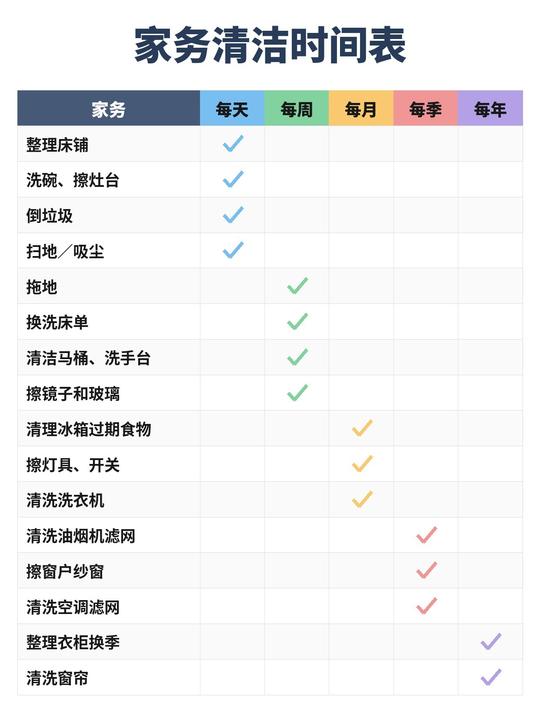 家务清洁时间表
家务 每天 每周 每月 每季 每年
整理床铺 ✓
洗碗、擦灶台 ✓
倒垃圾 ✓
扫地／吸尘 ✓
拖地 ✓
换洗床单 ✓
清洁马桶、洗手台 ✓
擦镜子和玻璃 ✓
清理冰箱过期食物 ✓
擦灯具、开关 ✓
清洗洗衣机 ✓
清洗油烟机滤网 ✓
擦窗户纱窗 ✓
清洗空调滤网 ✓
整理衣柜换季 ✓
清洗窗帘 ✓